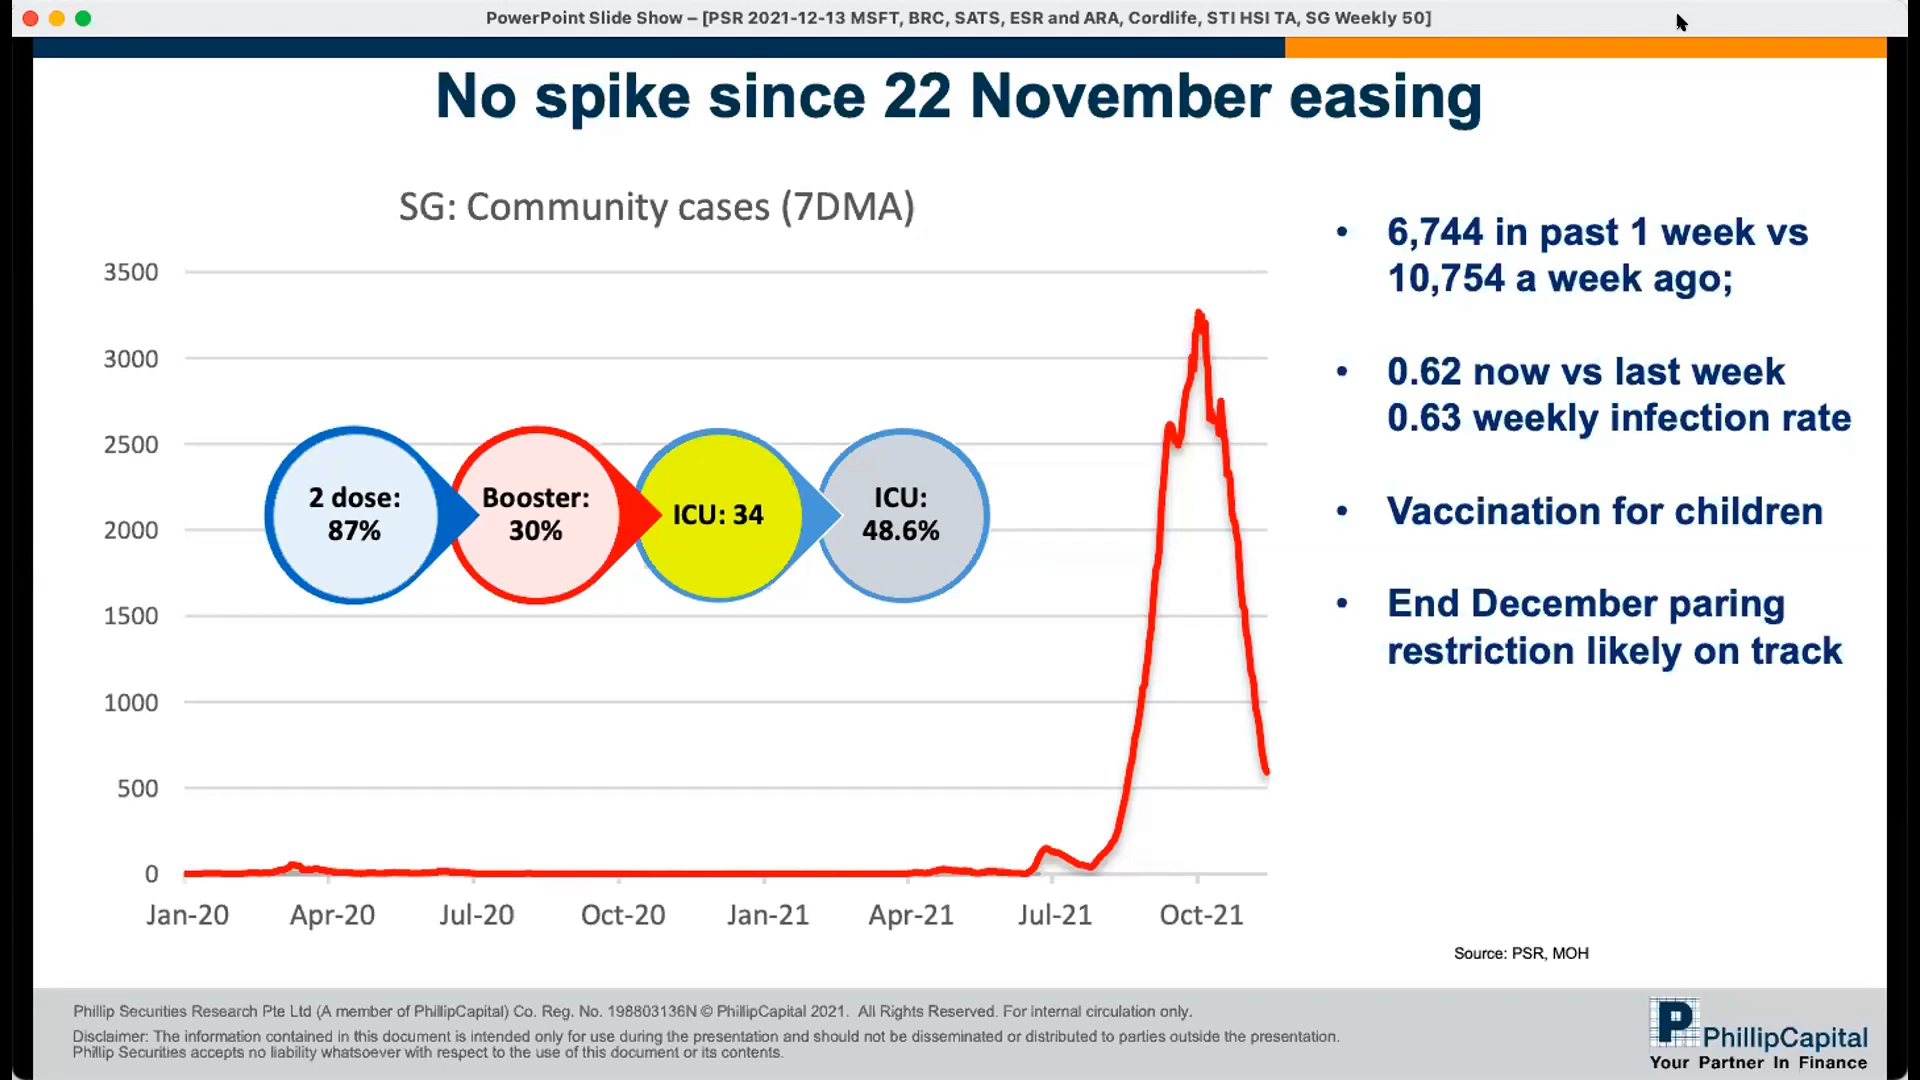 PowerPoint Slide Show – [PSR 2021-12-13 MSFT, BRC, SATS, ESR and ARA, Cordlife, STI HSI TA, SG Weekly 50]
No spike since 22 November easing
SG: Community cases (7DMA)
3500
3000
2500
2000
1500
1000
500
0
Jan-20 Apr-20 Jul-20 Oct-20 Jan-21 Apr-21 Jul-21 Oct-21
2 dose:
87%
Booster:
30%
ICU: 34
ICU:
48.6%
• 6,744 in past 1 week vs
10,754 a week ago;
• 0.62 now vs last week
0.63 weekly infection rate
• Vaccination for children
• End December paring
restriction likely on track
Source: PSR, MOH
Phillip Securities Research Pte Ltd (A member of PhillipCapital) Co. Reg. No. 198803136N © PhillipCapital 2021. All Rights Reserved. For internal circulation only.
Disclaimer: The information contained in this document is intended only for use during the presentation and should not be disseminated or distributed to parties outside the presentation.
Phillip Securities accepts no liability whatsoever with respect to the use of this document or its contents.
P PhillipCapital
Your Partner In Finance